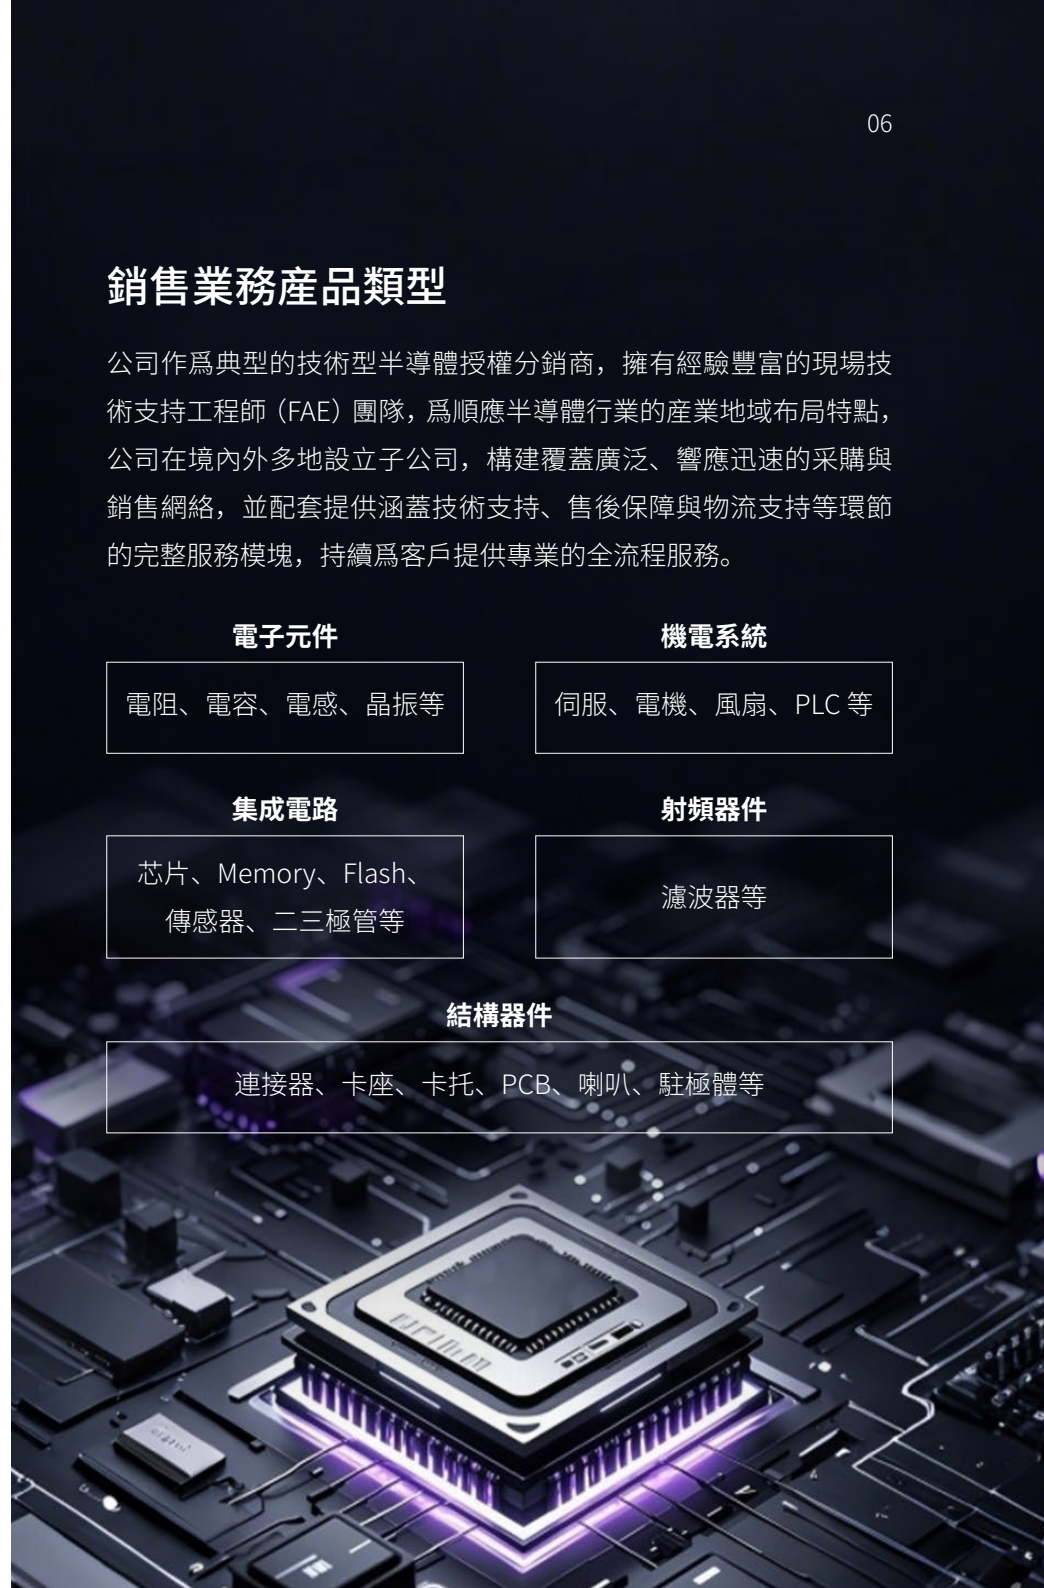 06
銷售業務産品類型
公司作爲典型的技術型半導體授權分銷商，擁有經驗豐富的現場技
術支持工程師（FAE）團隊，爲順應半導體行業的産業地域布局特點，
公司在境內外多地設立子公司，構建覆蓋廣泛、響應迅速的采購與
銷售網絡，並配套提供涵蓋技術支持、售後保障與物流支持等環節
的完整服務模塊，持續爲客戶提供專業的全流程服務。
電子元件
電阻、電容、電感、晶振等
機電系統
伺服、電機、風扇、PLC 等
集成電路
芯片、Memory、Flash、
傳感器、二三極管等
射頻器件
濾波器等
結構器件
連接器、卡座、卡托、PCB、喇叭、駐極體等